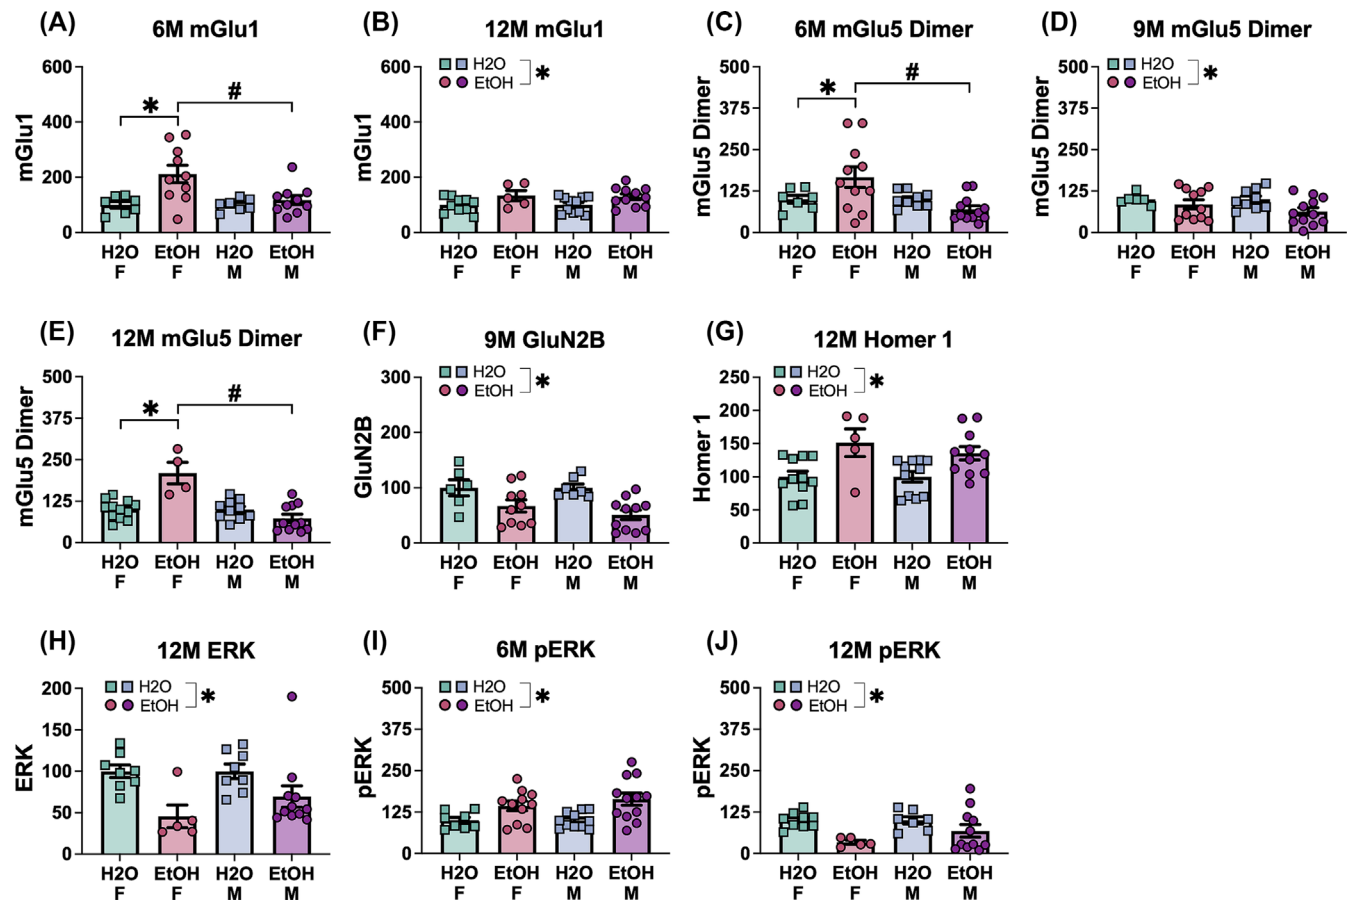 (A) 6M mGlu1
mGlu1
600
400
200
0
* #
H2O EtOH H2O EtOH
F F M M
(B) 12M mGlu1
mGlu1
600
400
200
0
H2O
EtOH
*
H2O EtOH H2O EtOH
F F M M
(C) 6M mGlu5 Dimer
mGlu5 Dimer
500
375
250
125
0
* #
H2O EtOH H2O EtOH
F F M M
(D) 9M mGlu5 Dimer
mGlu5 Dimer
500
375
250
125
0
H2O
EtOH
*
H2O EtOH H2O EtOH
F F M M
(E) 12M mGlu5 Dimer
mGlu5 Dimer
500
375
250
125
0
* #
H2O EtOH H2O EtOH
F F M M
(F) 9M GluN2B
GluN2B
300
200
100
0
H2O
EtOH
*
H2O EtOH H2O EtOH
F F M M
(G) 12M Homer 1
Homer 1
250
200
150
100
50
0
H2O
EtOH
*
H2O EtOH H2O EtOH
F F M M
(H) 12M ERK
ERK
200
150
100
50
0
H2O
EtOH
*
H2O EtOH H2O EtOH
F F M M
(I) 6M pERK
pERK
500
375
250
125
0
H2O
EtOH
*
H2O EtOH H2O EtOH
F F M M
(J) 12M pERK
pERK
500
375
250
125
0
H2O
EtOH
*
H2O EtOH H2O EtOH
F F M M